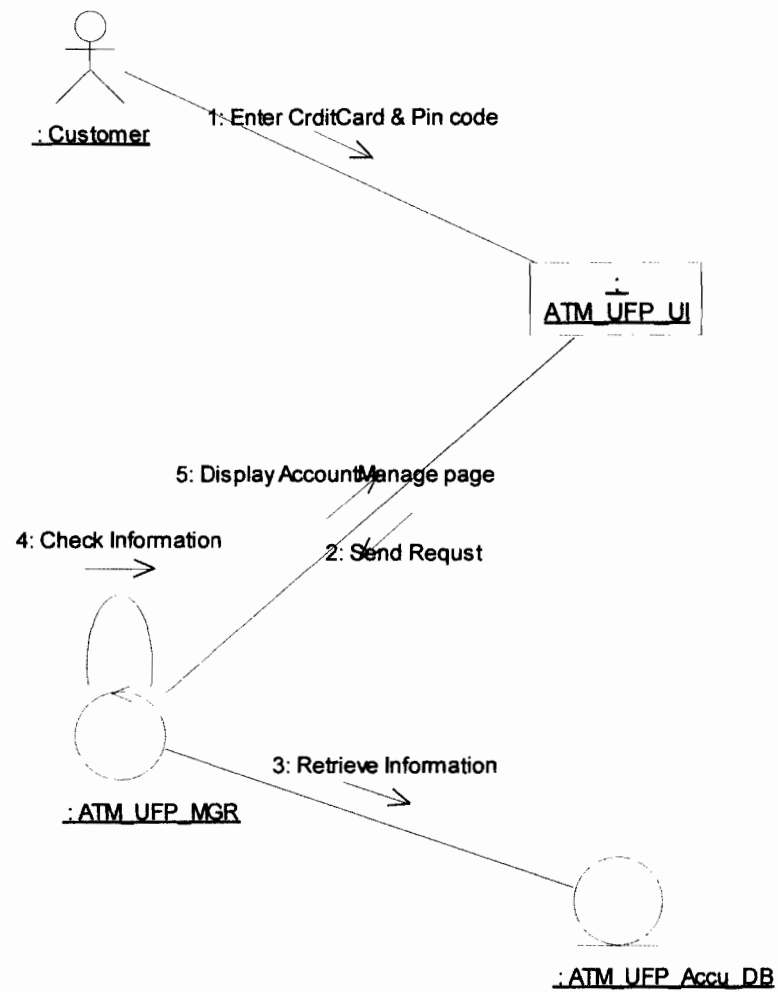 : Customer
1: Enter CrditCard & Pin code
:
ATM_UFP_UI
5: Display AccountManage page
4: Check Information
2: Send Requst
3: Retrieve Information
: ATM_UFP_MGR
: ATM_UFP_Accu_DB